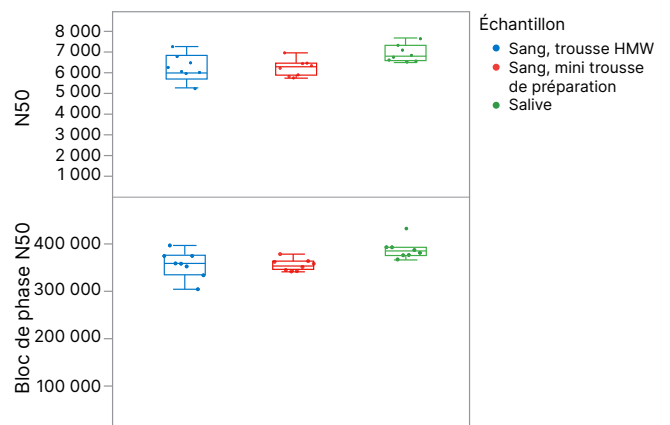 Échantillon
Sang, trousse HMW
Sang, mini trousse
de préparation
Salive
N50
8 000
7 000
6 000
5 000
4 000
3 000
2 000
1 000
Bloc de phase N50
400 000
300 000
200 000
100 000